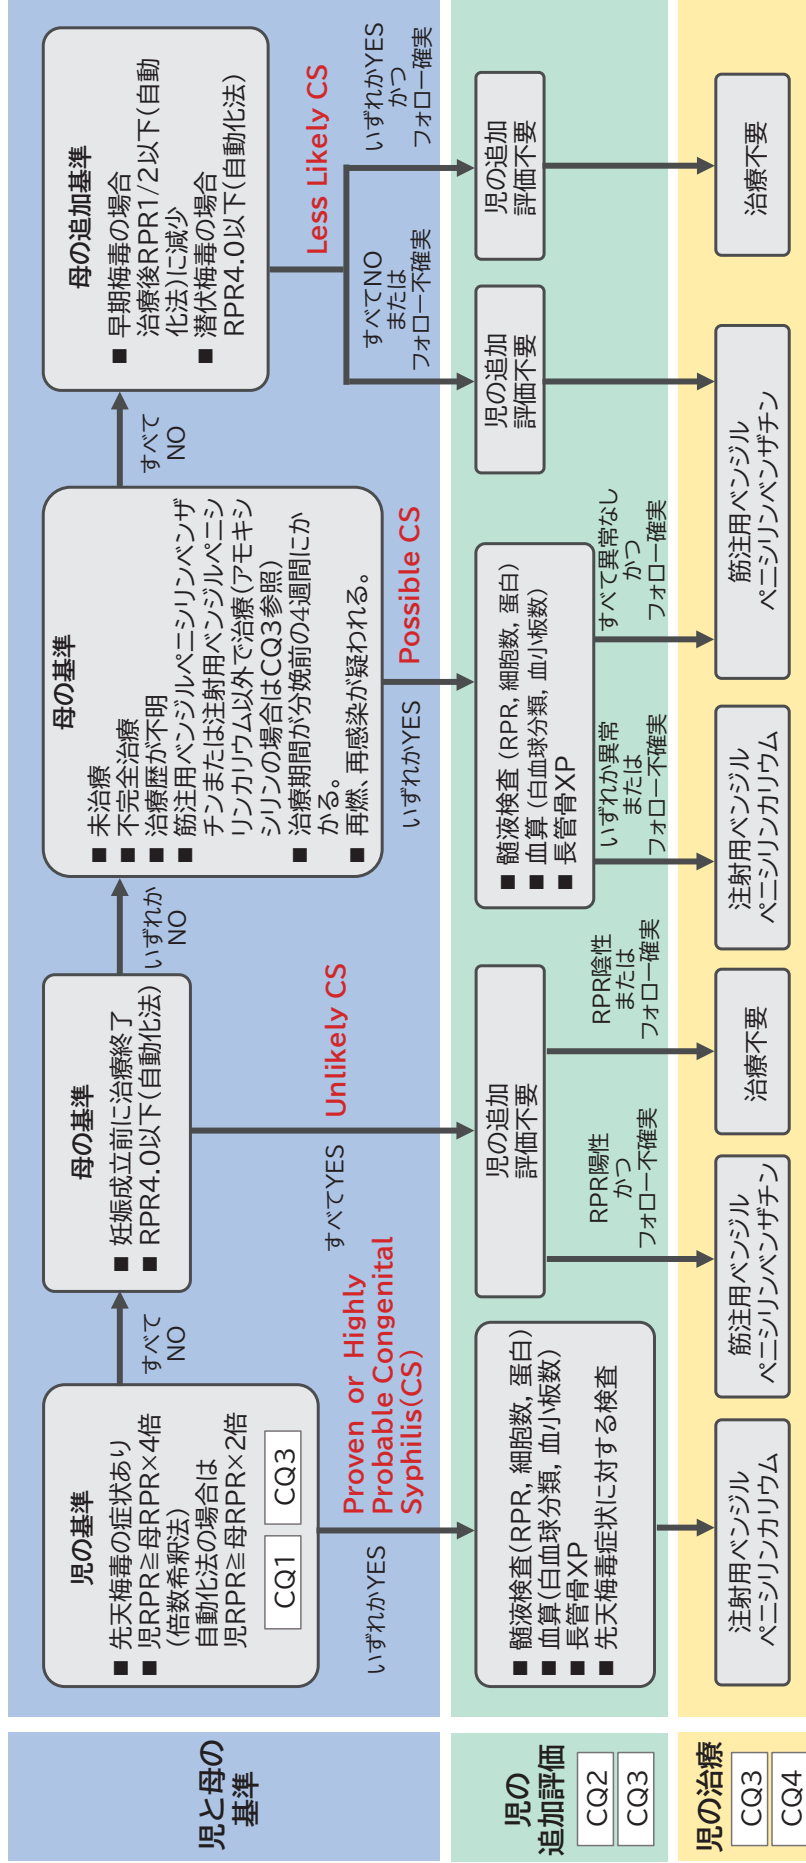 児と母の
基準
児の基準
■ 先天梅毒の症状あり
■ 児RPR≧母RPR×4倍
(倍数希釈法)
自動化法の場合は
児RPR≧母RPR×2倍
CQ1
CQ3
すべて
NO
いずれかYES
Proven or Highly
Probable Congenital
Syphilis(CS)
母の基準
■ 妊娠成立前に治療終了
■ RPR4.0以下(自動化法)
いずれか
NO
すべてYES
Unlikely CS
母の基準
■ 未治療
■ 不完全治療
■ 治療歴が不明
■ 筋注用ベンジルペニシリンベンザ
チンまたは注射用ベンジルペニシ
リンカリウム以外で治療(アモキシ
シリンの場合はCQ3参照)
■ 治療期間が分娩前の4週間にか
かる。
■ 再燃、再感染が疑われる。
すべて
NO
いずれかYES
Possible CS
母の追加基準
■ 早期梅毒の場合
治療後RPR1/2以下(自動
化法)に減少
■ 潜伏梅毒の場合
RPR4.0以下(自動化法)
Less Likely CS
すべてNO
または
フォロー不確実
いずれかYES
かつ
フォロー確実
児の
追加評価
CQ2
CQ3
■ 髄液検査(RPR, 細胞数, 蛋白)
■ 血算(白血球分類, 血小板数)
■ 長管骨XP
■ 先天梅毒症状に対する検査
児の追加
評価不要
RPR陽性
かつ
フォロー不確実
RPR陰性
または
フォロー確実
■ 髄液検査 (RPR, 細胞数, 蛋白)
■ 血算 (白血球分類, 血小板数)
■ 長管骨XP
いずれか異常
または
フォロー不確実
すべて異常なし
かつ
フォロー確実
児の追加
評価不要
児の追加
評価不要
児の治療
CQ3
CQ4
注射用ベンジル
ペニシリンカリウム
筋注用ベンジル
ペニシリンベンザチン
治療不要
注射用ベンジル
ペニシリンカリウム
筋注用ベンジル
ペニシリンベンザチン
治療不要